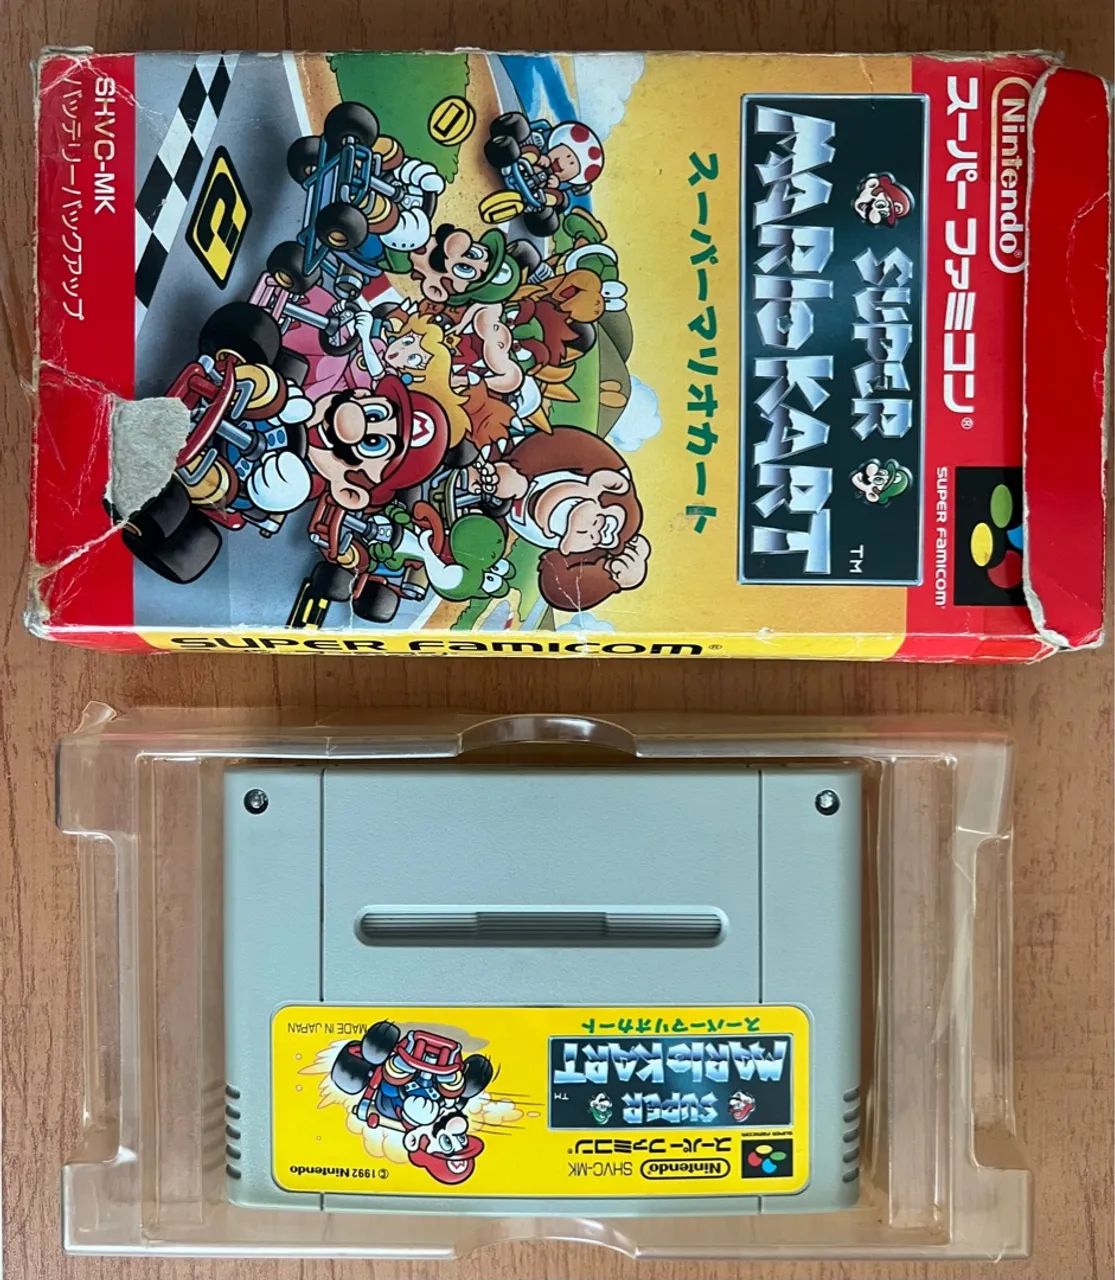 Nintendo®
スーパー ファミコン®
SUPER FAMICOM®
SUPER
MARIO KART
TM
スーパーマリオカート
SHVC-MK
バッテリーバックアップ
SUPER FAMICOM®
スーパーマリオカート
MADE IN JAPAN
SUPER
MARIO KART
TM
SUPER FAMICOM
スーパーファミコン®
Nintendo®
SHVC-MK
©1992 Nintendo